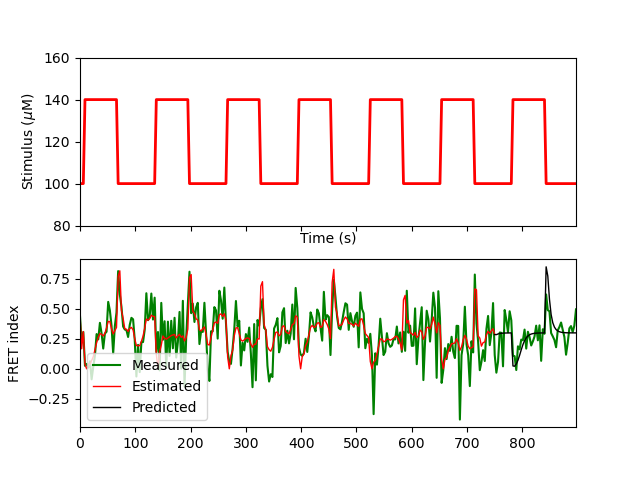 160
140
120
100
80
Stimulus (μM)
Time (s)
0.75
0.50
0.25
0.00
−0.25
FRET index
Measured
Estimated
Predicted
0 100 200 300 400 500 600 700 800